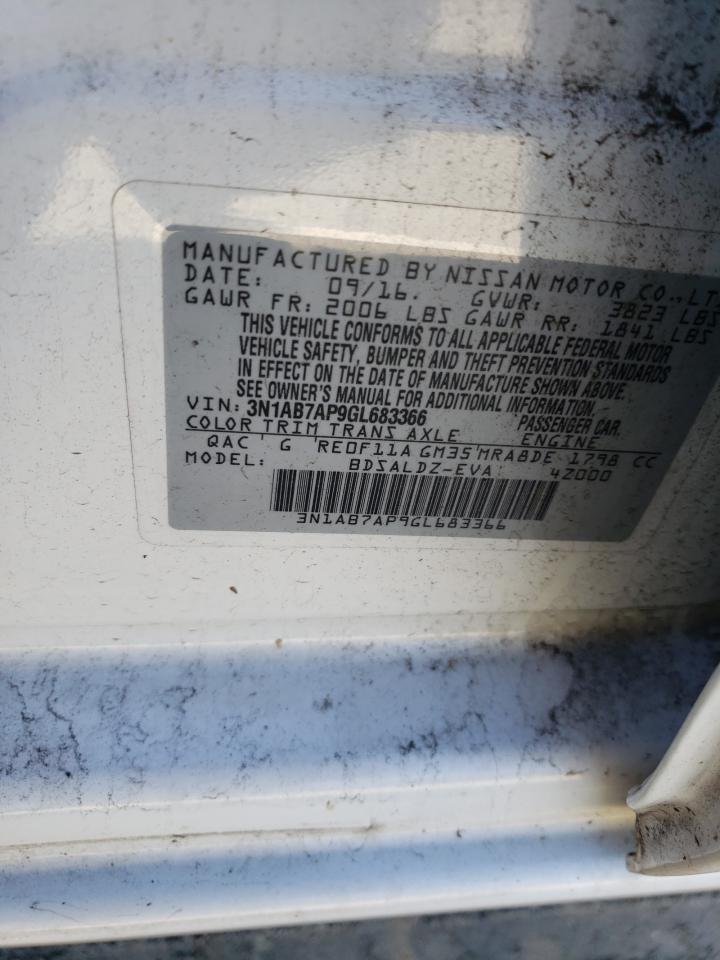 MANUFACTURED BY NISSAN MOTOR CO., LT
DATE: 09/16. GVWR: 3823 LBS
GAWR FR: 2006 LBS GAWR RR: 1841 LBS
THIS VEHICLE CONFORMS TO ALL APPLICABLE FEDERAL MOTOR
VEHICLE SAFETY, BUMPER AND THEFT PREVENTION STANDARDS
IN EFFECT ON THE DATE OF MANUFACTURE SHOWN ABOVE.
SEE OWNER'S MANUAL FOR ADDITIONAL INFORMATION.
VIN: 3N1AB7AP9GL683366 PASSENGER CAR.
COLOR TRIM TRANS AXLE ENGINE
QAC G RE0F11A GM35 MRA8DE 1798 CC
MODEL: BDSALDZ-EVA 4Z000
3N1AB7AP9GL683366